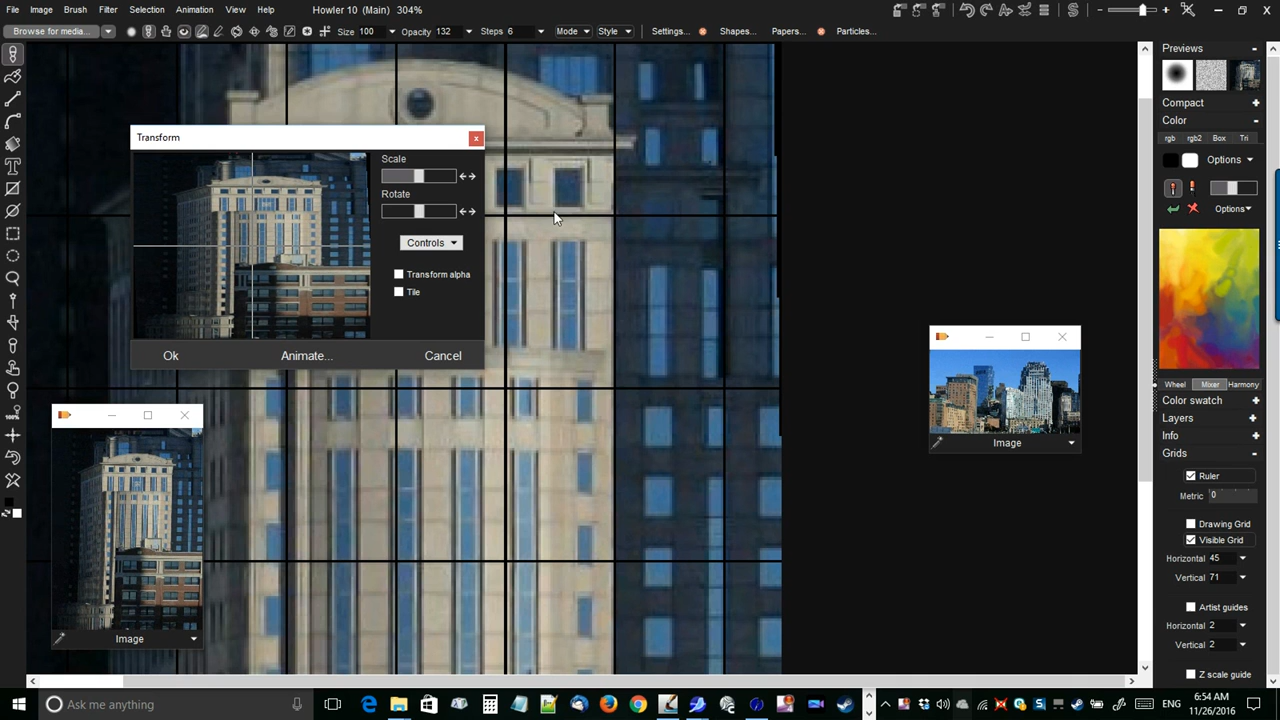 File Image Brush Filter Selection Animation View Help Howler 10 (Main) 304%
Browse for media... Size 100 Opacity 132 Steps 6 Mode Style Settings... Shapes... Papers... Particles...
Previews
Compact
Color
rgb rgb2 Box Tri
Options
Options
Transform
Scale
Rotate
Controls
Transform alpha
Tile
Ok Animate... Cancel
Image
Image
Wheel Mixer Harmony
Color swatch
Layers
Info
Grids
Ruler
Metric 0
Drawing Grid
Visible Grid
Horizontal 45
Vertical 71
Artist guides
Horizontal 2
Vertical 2
Z scale guide
100%
Ask me anything
ENG
6:54 AM
11/26/2016